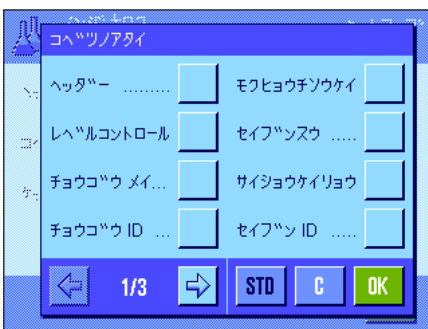 コヘ゛ツノアタイ
ヘッタ゛ー .........
モクヒョウチソウケイ
レヘ゛ルコントロール
セイフ゛ンスウ .....
チョウコ゛ウ メイ...
サイショウケイリョウ
チョウコ゛ウ ID ...
セイフ゛ン ID .....
1/3
STD
C
OK